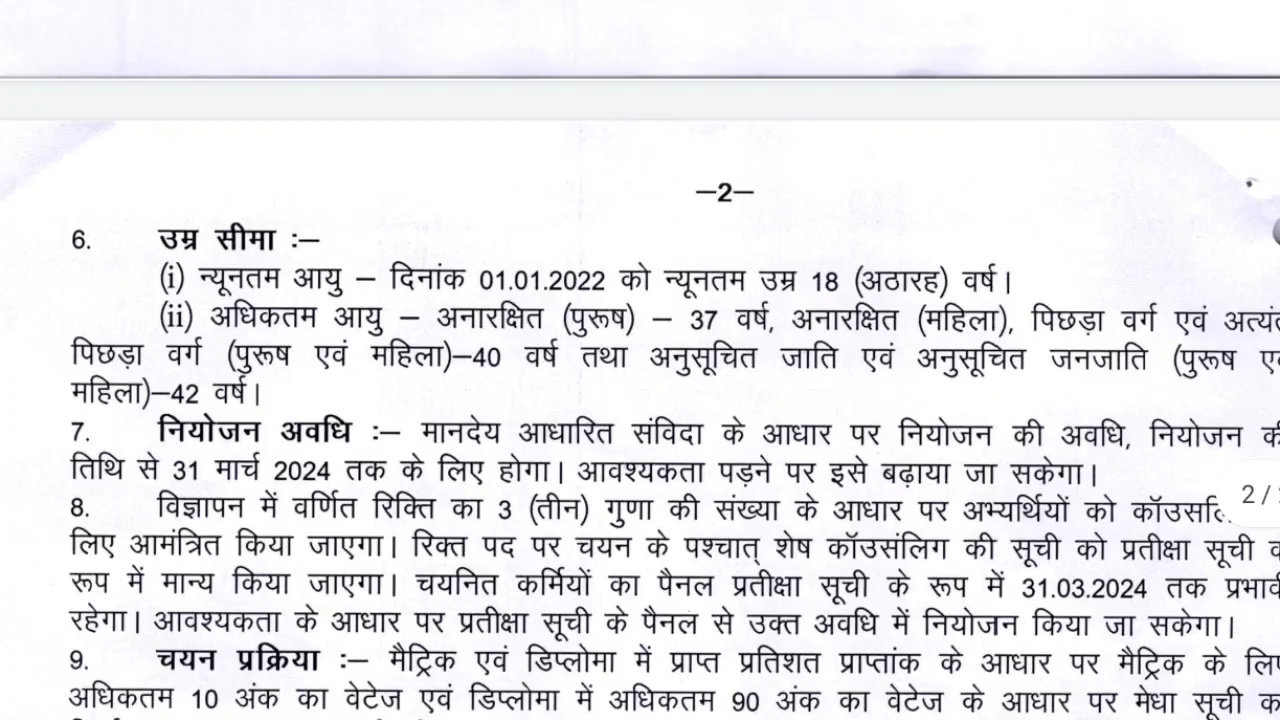 —2—
6. उम्र सीमा :—
(i) न्यूनतम आयु — दिनांक 01.01.2022 को न्यूनतम उम्र 18 (अठारह) वर्ष।
(ii) अधिकतम आयु — अनारक्षित (पुरूष) — 37 वर्ष, अनारक्षित (महिला), पिछड़ा वर्ग एवं
पिछड़ा वर्ग (पुरूष एवं महिला)—40 वर्ष तथा अनुसूचित जाति एवं अनुसूचित जनजाति (पुरूष
महिला)—42 वर्ष।
7. नियोजन अवधि :— मानदेय आधारित संविदा के आधार पर नियोजन की अवधि, नियोजन
तिथि से 31 मार्च 2024 तक के लिए होगा। आवश्यकता पड़ने पर इसे बढ़ाया जा सकेगा।
2/
8. विज्ञापन में वर्णित रिक्ति का 3 (तीन) गुणा की संख्या के आधार पर अभ्यर्थियों को
लिए आमंत्रित किया जाएगा। रिक्त पद पर चयन के पश्चात् शेष कॉउसंलिग की सूची को प्रतीक्षा सूची
रूप में मान्य किया जाएगा। चयनित कर्मियों का पैनल प्रतीक्षा सूची के रूप में 31.03.2024 तक
रहेगा। आवश्यकता के आधार पर प्रतीक्षा सूची के पैनल से उक्त अवधि में नियोजन किया जा सकेगा।
9. चयन प्रक्रिया :— मैट्रिक एवं डिप्लोमा में प्राप्त प्रतिशत प्राप्तांक के आधार पर मैट्रिक के
अधिकतम 10 अंक का वेटेज एवं डिप्लोमा में अधिकतम 90 अंक का वेटेज के आधार पर मेधा सूची